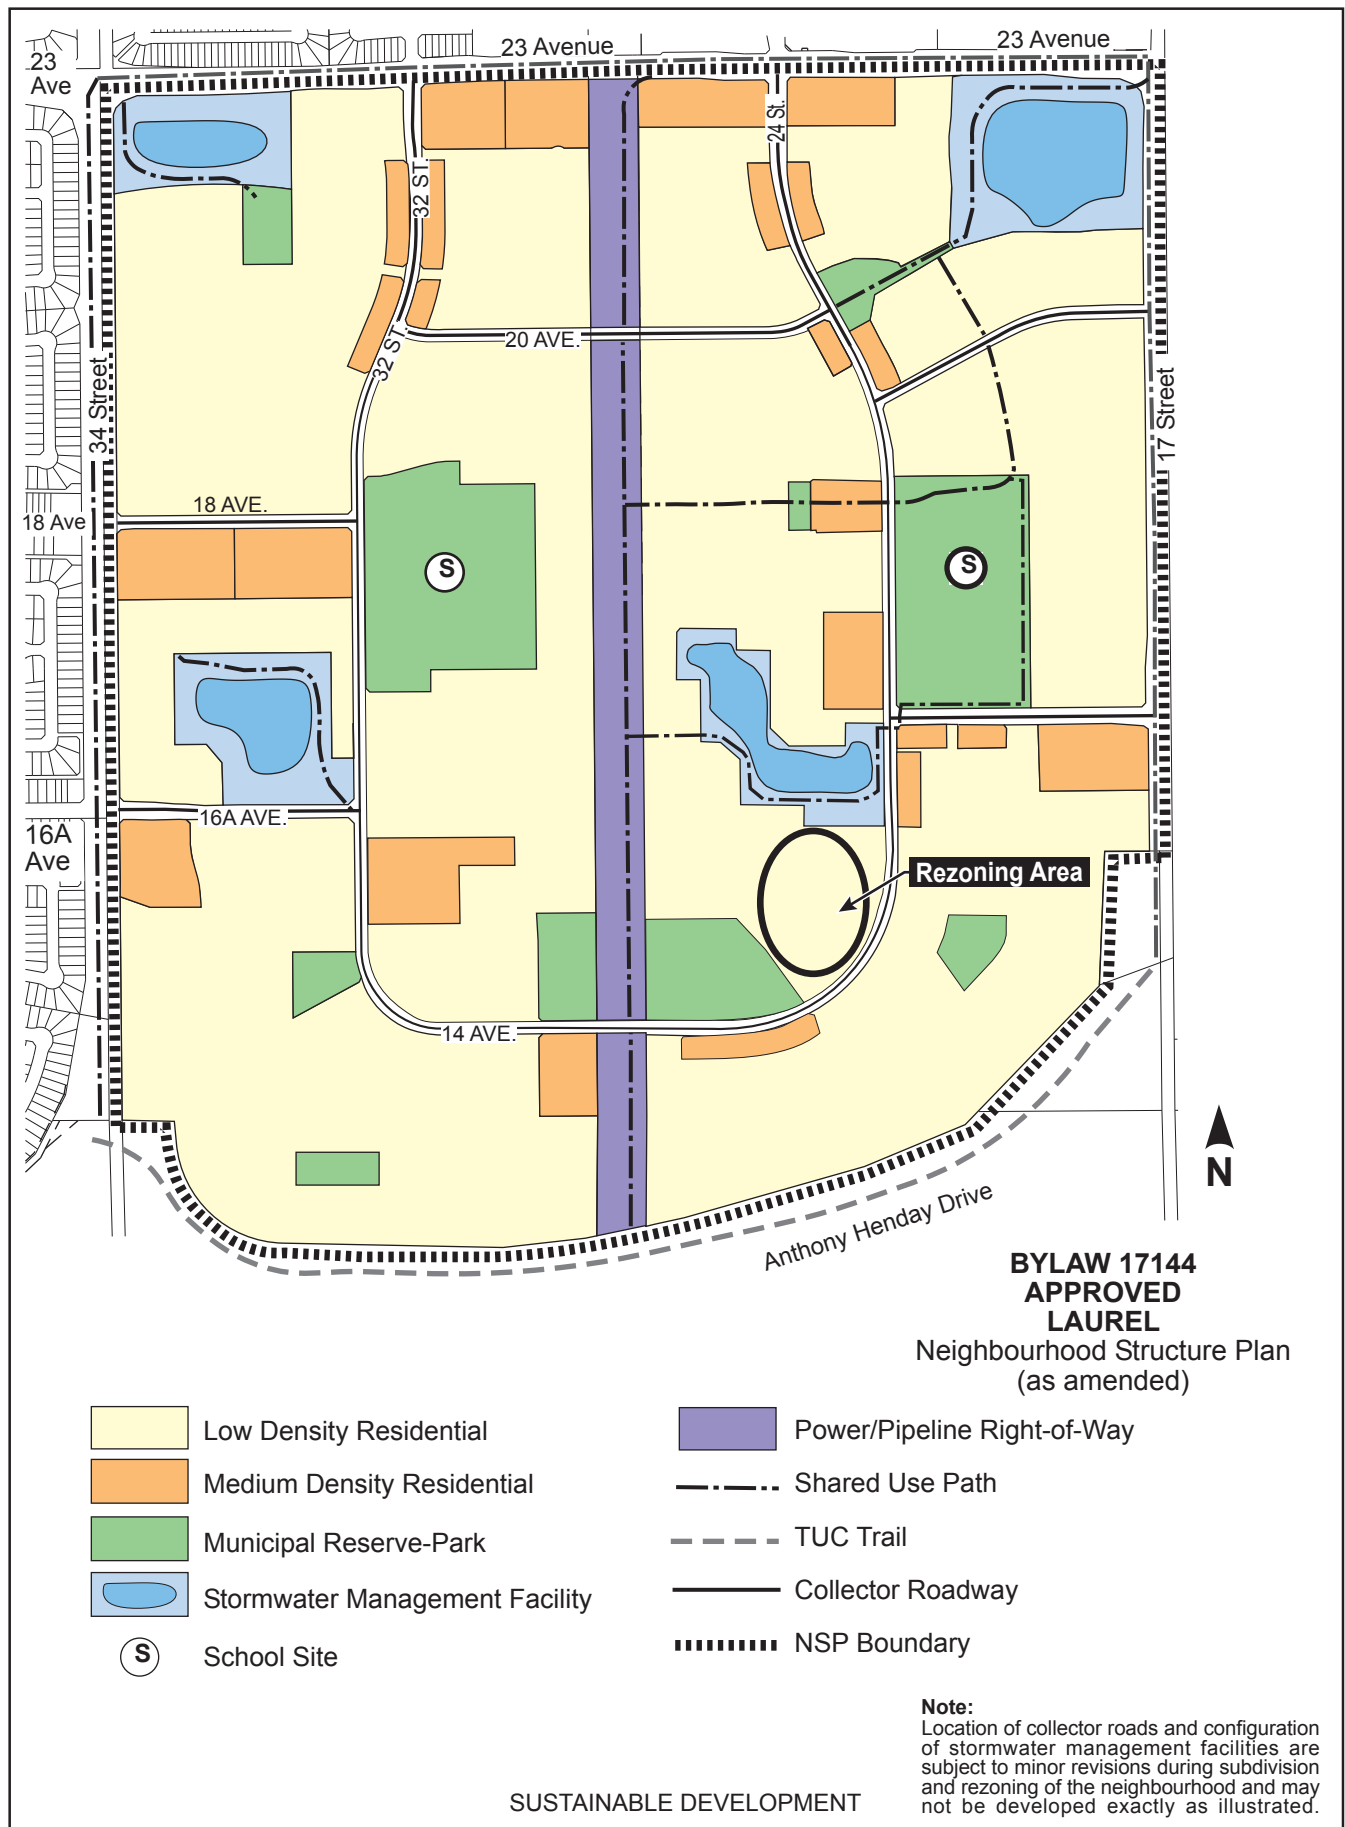 23 Avenue
23 Avenue
23
Ave
24 St.
32 ST.
34 Street
20 AVE.
32 ST.
17 Street
18 AVE.
18 Ave
S
S
16A AVE.
16A
Ave
Rezoning Area
14 AVE.
N
Anthony Henday Drive
BYLAW 17144
APPROVED
LAUREL
Neighbourhood Structure Plan
(as amended)
Low Density Residential
Medium Density Residential
Municipal Reserve-Park
Stormwater Management Facility
S
School Site
Power/Pipeline Right-of-Way
Shared Use Path
TUC Trail
Collector Roadway
NSP Boundary
Note:
Location of collector roads and configuration
of stormwater management facilities are
subject to minor revisions during subdivision
and rezoning of the neighbourhood and may
not be developed exactly as illustrated.
SUSTAINABLE DEVELOPMENT